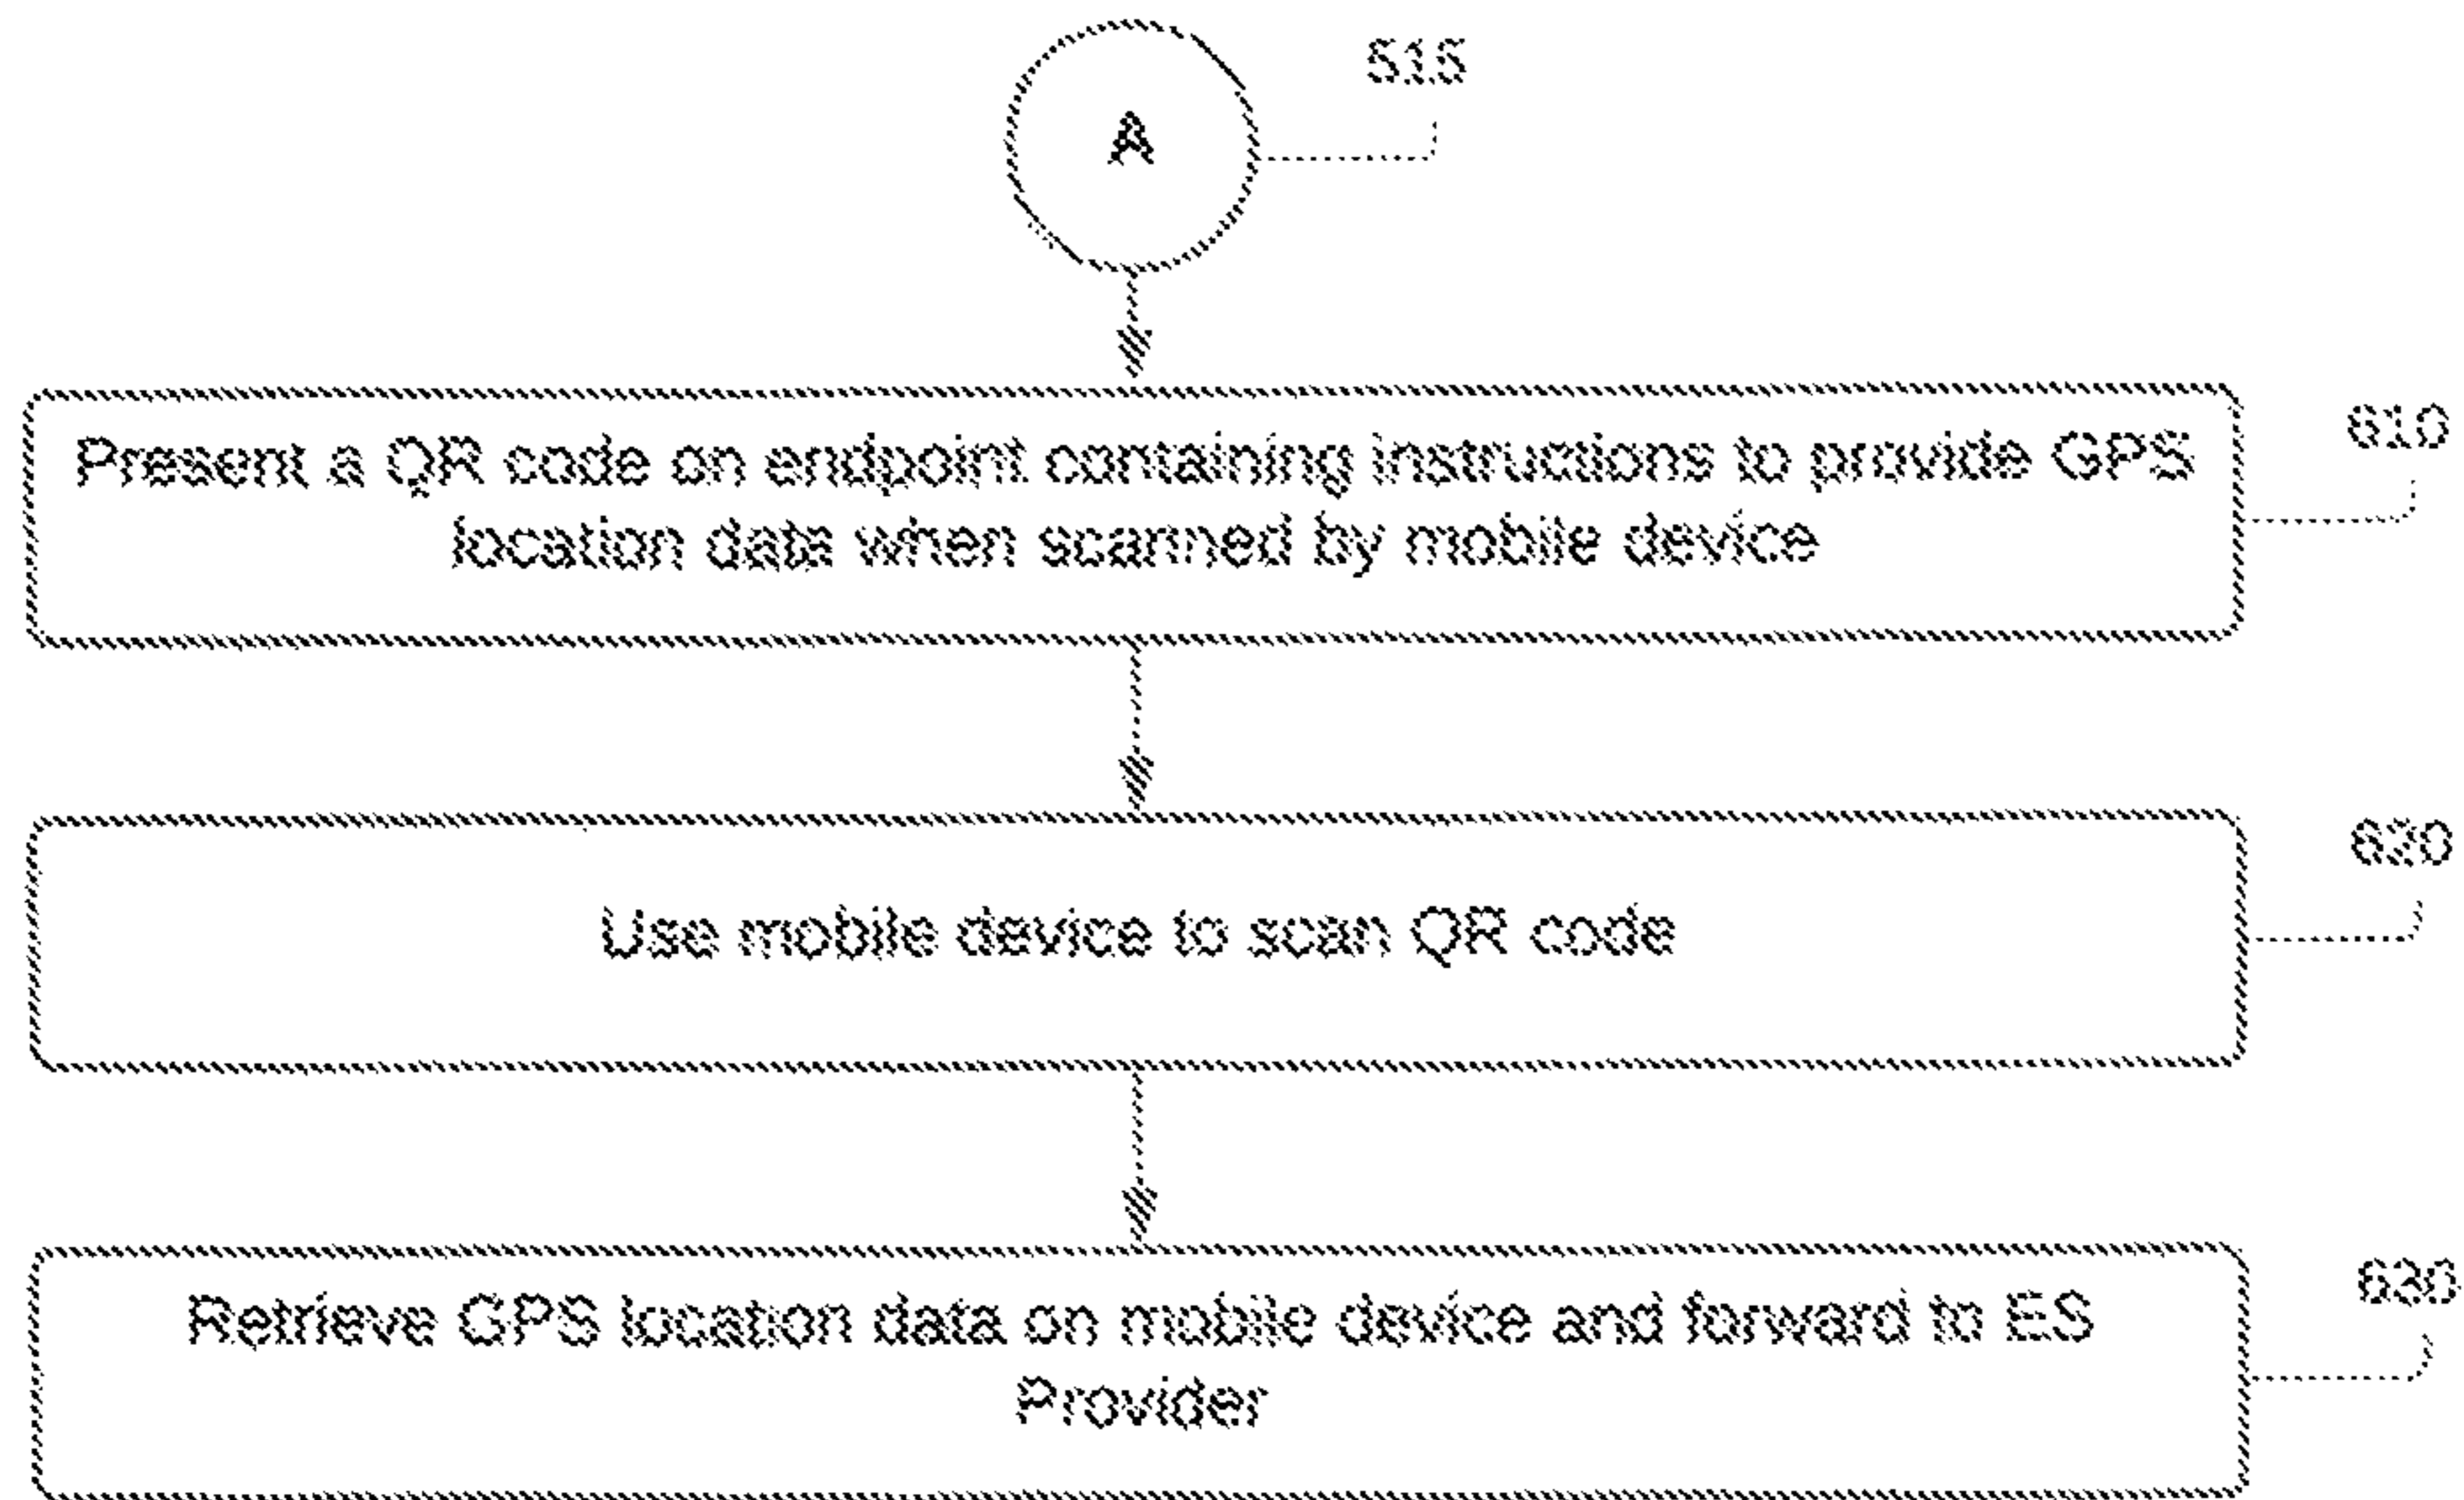 A
515
Present a QR code on endpoint containing instructions to provide GPS
location data when scanned by mobile device
610
Use mobile device to scan QR code
620
Retrieve GPS location data on mobile device and forward to ES
Provider
630